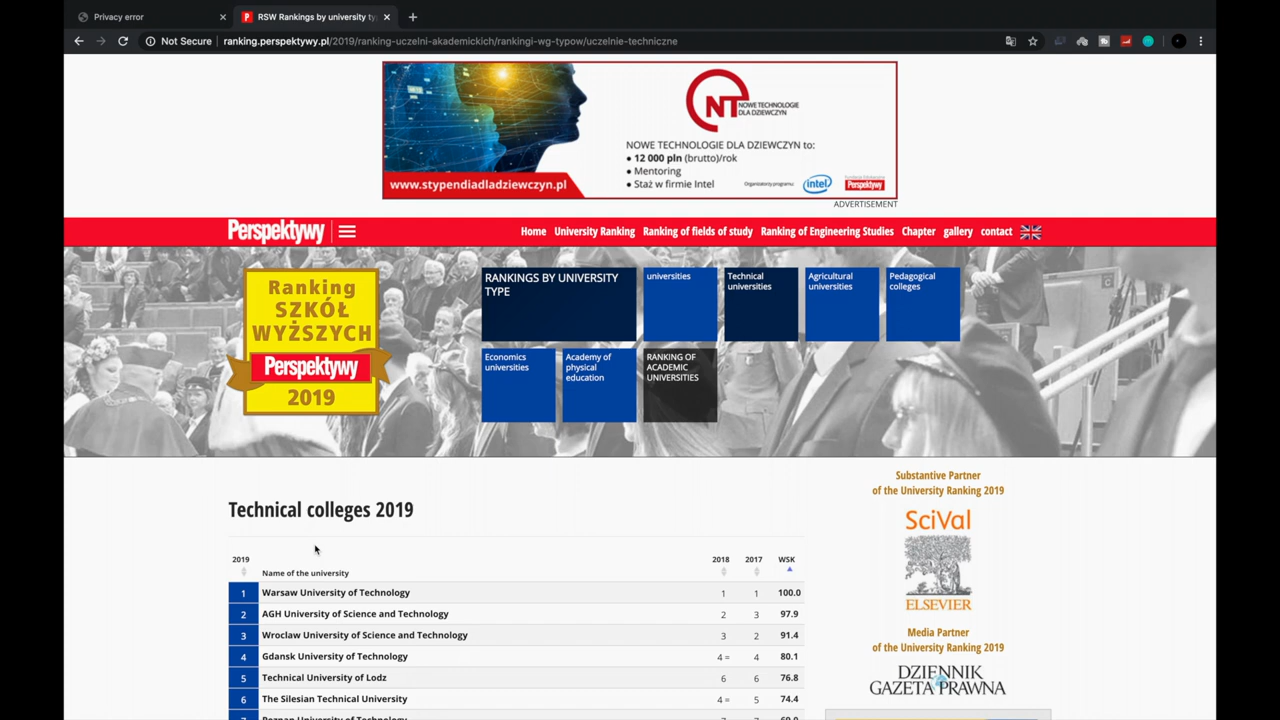 Privacy error
RSW Rankings by university ty
Not Secure
ranking.perspektywy.pl/2019/ranking-uczelni-akademickich/rankingi-wg-typow/uczelnie-techniczne
NT NOWE TECHNOLOGIE
DLA DZIEWCZYN
NOWE TECHNOLOGIE DLA DZIEWCZYN to:
• 12 000 pln (brutto)/rok
• Mentoring
• Staż w firmie Intel
www.stypendiadladziewczyn.pl
Organizatorzy programu:
intel
Perspektywy
ADVERTISEMENT
Perspektywy
Home
University Ranking
Ranking of fields of study
Ranking of Engineering Studies
Chapter
gallery
contact
Ranking
SZKÓŁ
WYŻSZYCH
Perspektywy
2019
RANKINGS BY UNIVERSITY
TYPE
universities
Technical
universities
Agricultural
universities
Pedagogical
colleges
Economics
universities
Academy of
physical
education
RANKING OF
ACADEMIC
UNIVERSITIES
Technical colleges 2019
2019 Name of the university 2018 2017 WSK
1 Warsaw University of Technology 1 1 100.0
2 AGH University of Science and Technology 2 3 97.9
3 Wroclaw University of Science and Technology 3 2 91.4
4 Gdansk University of Technology 4 = 4 80.1
5 Technical University of Lodz 6 6 76.8
6 The Silesian Technical University 4 = 5 74.4
7 Poznan University of Technology 7 7 69.0
Substantive Partner
of the University Ranking 2019
SciVal
ELSEVIER
Media Partner
of the University Ranking 2019
DZIENNIK
GAZETA PRAWNA